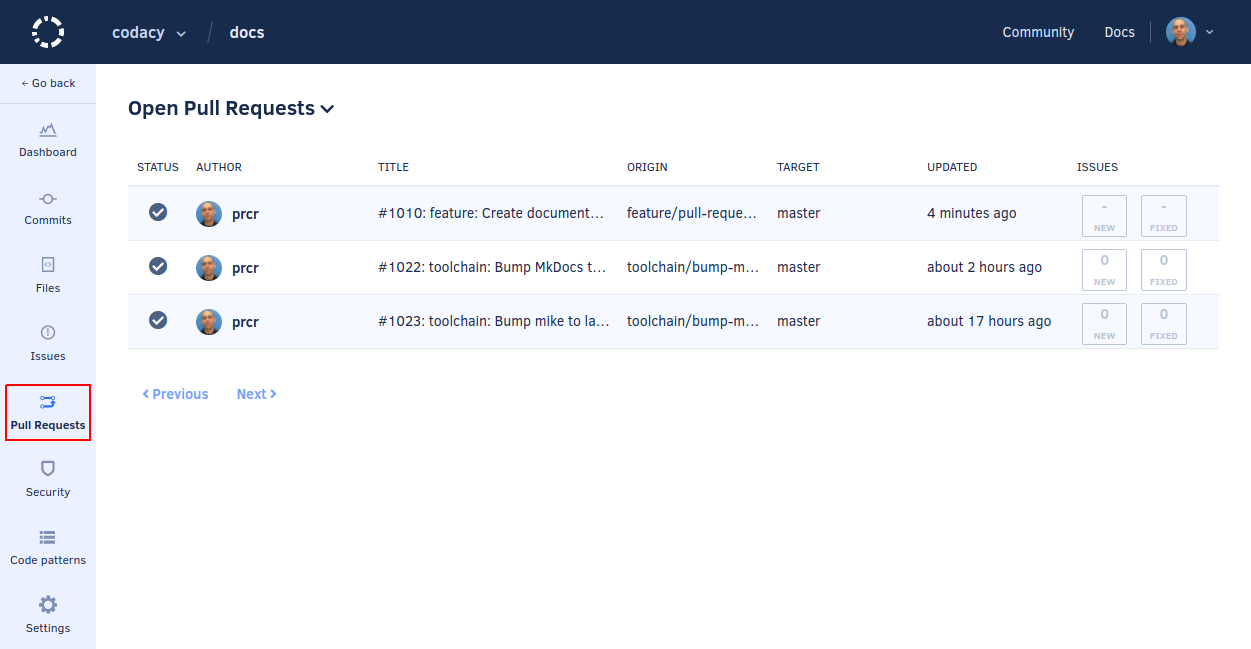 codacy / docs
Community Docs
← Go back
Dashboard
Commits
Files
Issues
Pull Requests
Security
Code patterns
Settings
Open Pull Requests
STATUS AUTHOR TITLE ORIGIN TARGET UPDATED ISSUES
prcr #1010: feature: Create document... feature/pull-reque... master 4 minutes ago - NEW - FIXED
prcr #1022: toolchain: Bump MkDocs t... toolchain/bump-m... master about 2 hours ago 0 NEW 0 FIXED
prcr #1023: toolchain: Bump mike to la... toolchain/bump-m... master about 17 hours ago 0 NEW 0 FIXED
Previous Next